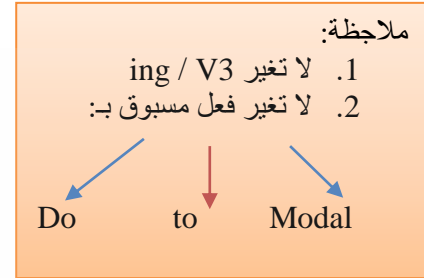 ملاحظة:
1. لا تغير ing / V3
2. لا تغير فعل مسبوق بـ:
Do to Modal